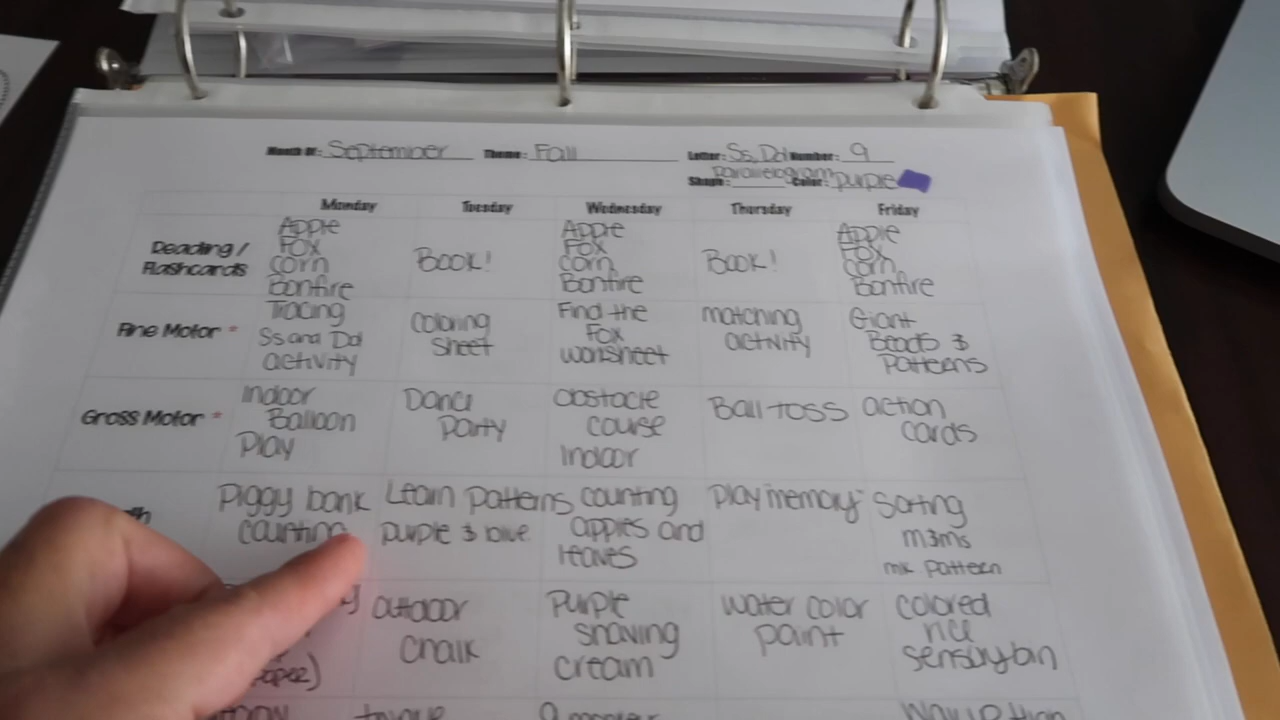 Month Of: September Theme: Fall Letter: Ss, Dd Number: 9
Shape: parallelogram Color: purple
Monday Tuesday Wednesday Thursday Friday
Reading / Flashcards
Apple
Fox
corn
Bonfire
Book!
Apple
Fox
corn
Bonfire
Book!
Apple
Fox
corn
Bonfire
Fine Motor *
Tracing
Ss and Dd
activity
coloring
sheet
Find the
Fox
worksheet
matching
activity
Giant
Beads &
Patterns
Gross Motor *
Indoor
Balloon
Play
Dance
party
obstacle
course
Indoor
Ball toss
action
cards
Piggy bank
counting
Learn patterns
purple & blue
counting
apples and
leaves
Play "memory"
Sorting
m&ms
outdoor
chalk
purple
shaving
cream
water color
paint
colored
rice